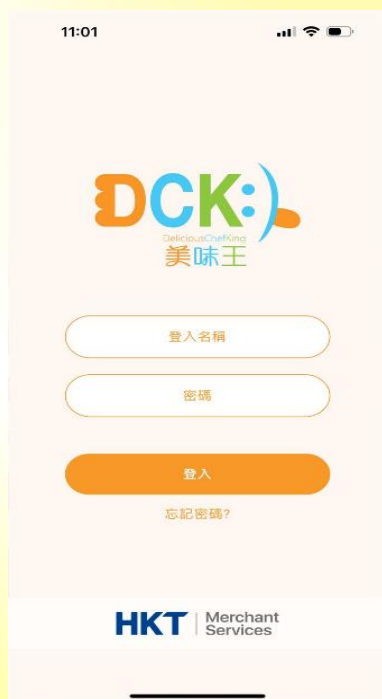 11:01
DCK:)
DeliciousChefKing
美味王
登入名稱
密碼
登入
忘記密碼?
HKT | Merchant
Services